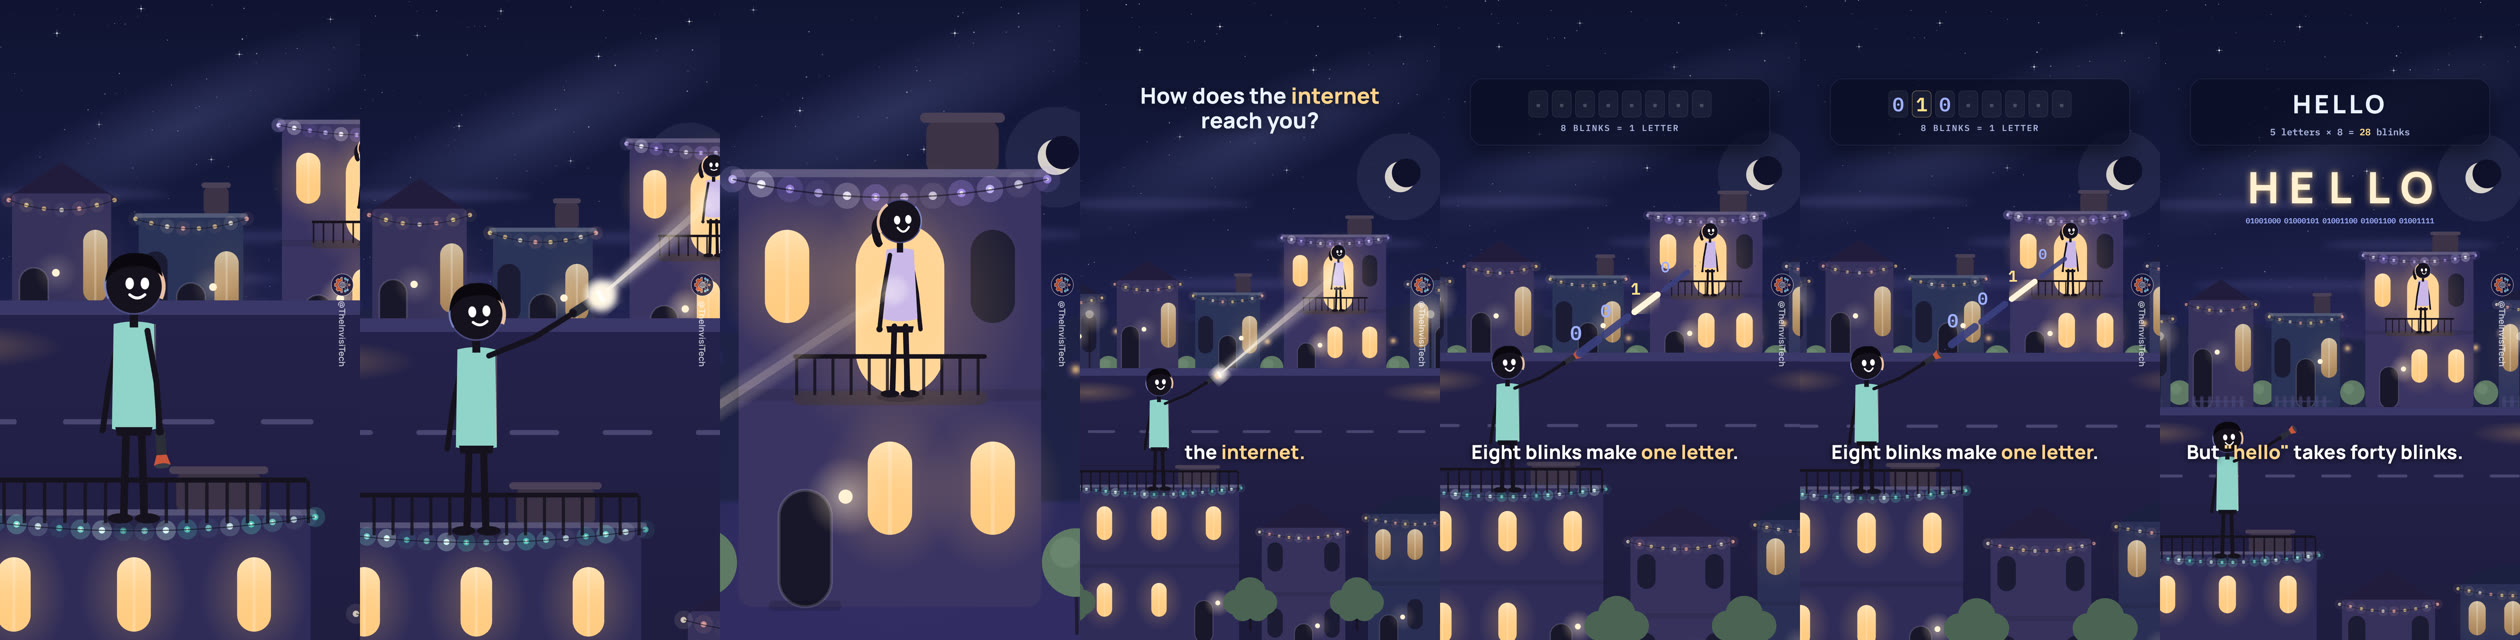 @TheInvisiTech
@TheInvisiTech
@TheInvisiTech
How does the internet
reach you?
@TheInvisiTech
the internet.
8 BLINKS = 1 LETTER
1
0
0
0
@TheInvisiTech
Eight blinks make one letter.
0 1 0
8 BLINKS = 1 LETTER
0
1
0
0
@TheInvisiTech
Eight blinks make one letter.
HELLO
5 letters × 8 = 28 blinks
HELLO
01001000 01000101 01001100 01001100 01001111
@TheInvisiTech
But "hello" takes forty blinks.